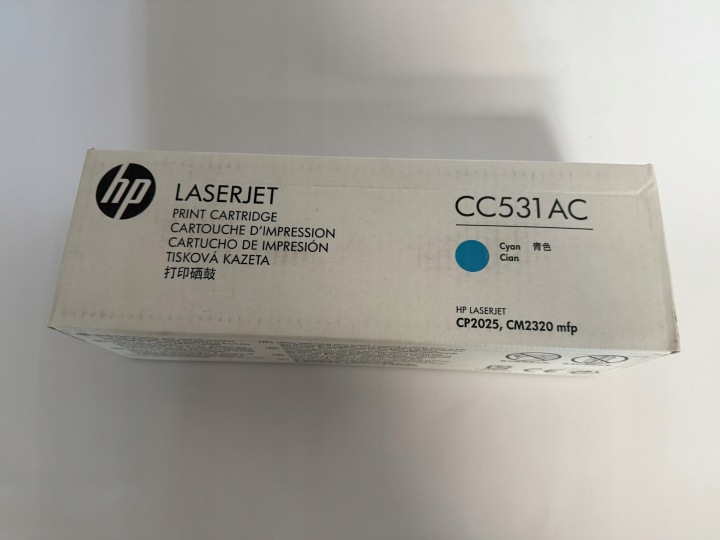 hp
LASERJET
PRINT CARTRIDGE
CARTOUCHE D'IMPRESSION
CARTUCHO DE IMPRESIÓN
TISKOVÁ KAZETA
打印硒鼓
CC531AC
Cyan 青色
Cian
HP LASERJET
CP2025, CM2320 mfp
CE